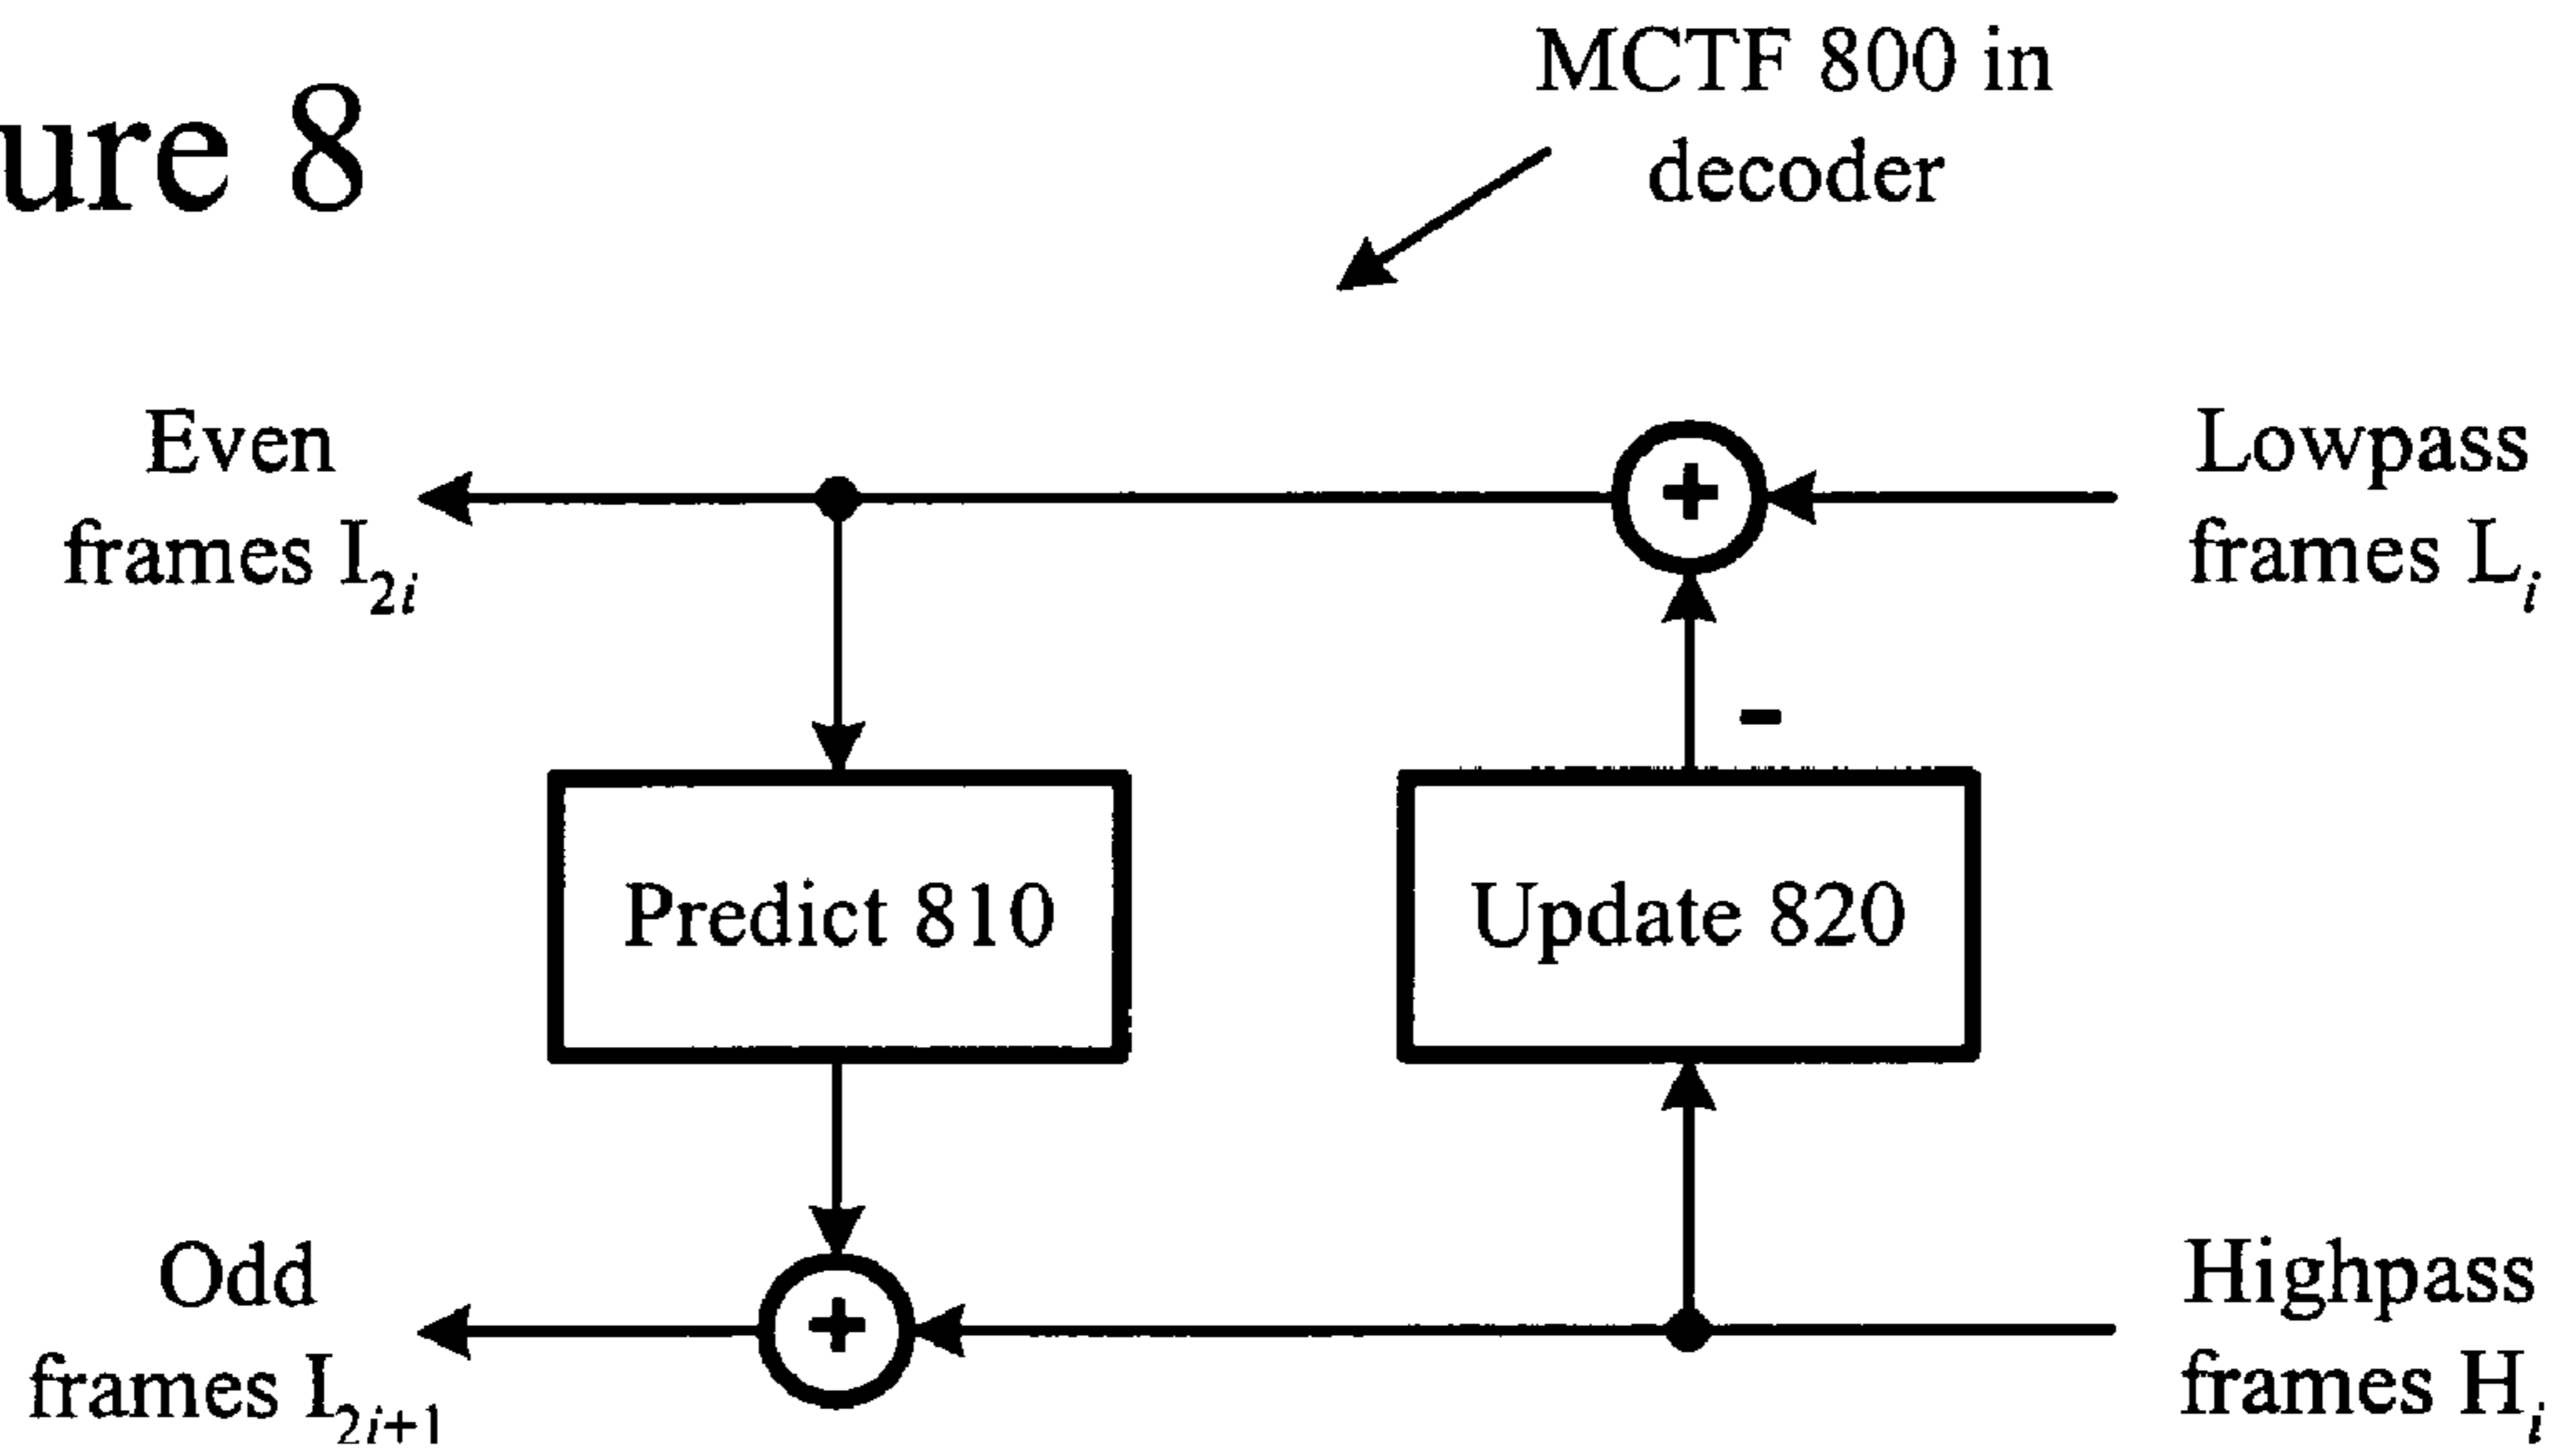 ure 8
MCTF 800 in
decoder
Even
frames I2i
Lowpass
frames Li
+
-
Predict 810
Update 820
Odd
frames I2i+1
+
Highpass
frames Hi